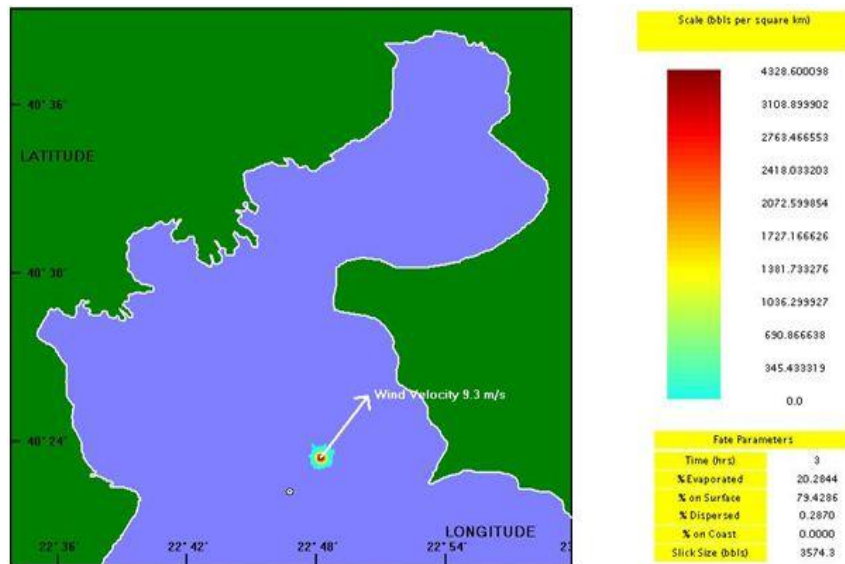 40° 36'
LATITUDE
40° 30'
Wind Velocity 9.3 m/s
40° 24'
LONGITUDE
22° 36' 22° 42' 22° 48' 22° 54' 23
Scale (bbls per square km)
4328.600098
3108.899902
2763.466553
2418.033203
2072.599854
1727.166626
1381.733276
1036.299927
690.866638
345.433319
0.0
Fate Parameters
Time (hrs) 3
% Evaporated 20.2844
% on Surface 79.4286
% Dispersed 0.2870
% on Coast 0.0000
Slick Size (bbls) 3574.3